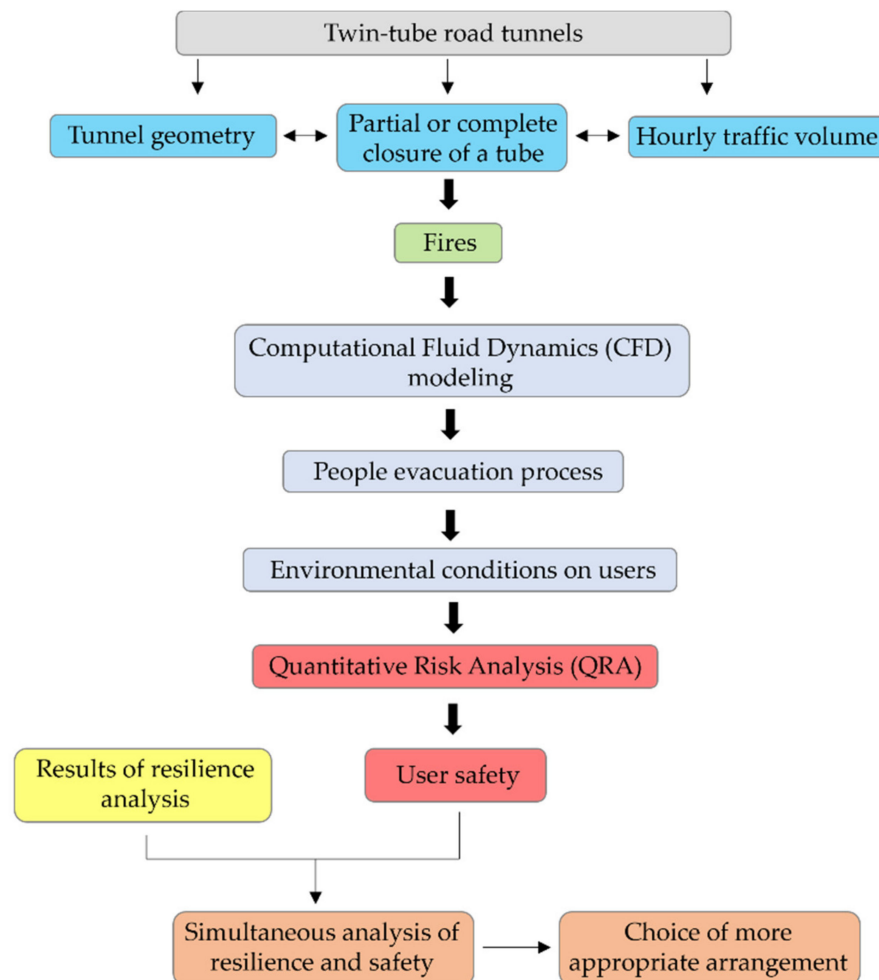 Twin-tube road tunnels
Tunnel geometry
Partial or complete
closure of a tube
Hourly traffic volume
Fires
Computational Fluid Dynamics (CFD)
modeling
People evacuation process
Environmental conditions on users
Quantitative Risk Analysis (QRA)
Results of resilience
analysis
User safety
Simultaneous analysis of
resilience and safety
Choice of more
appropriate arrangement